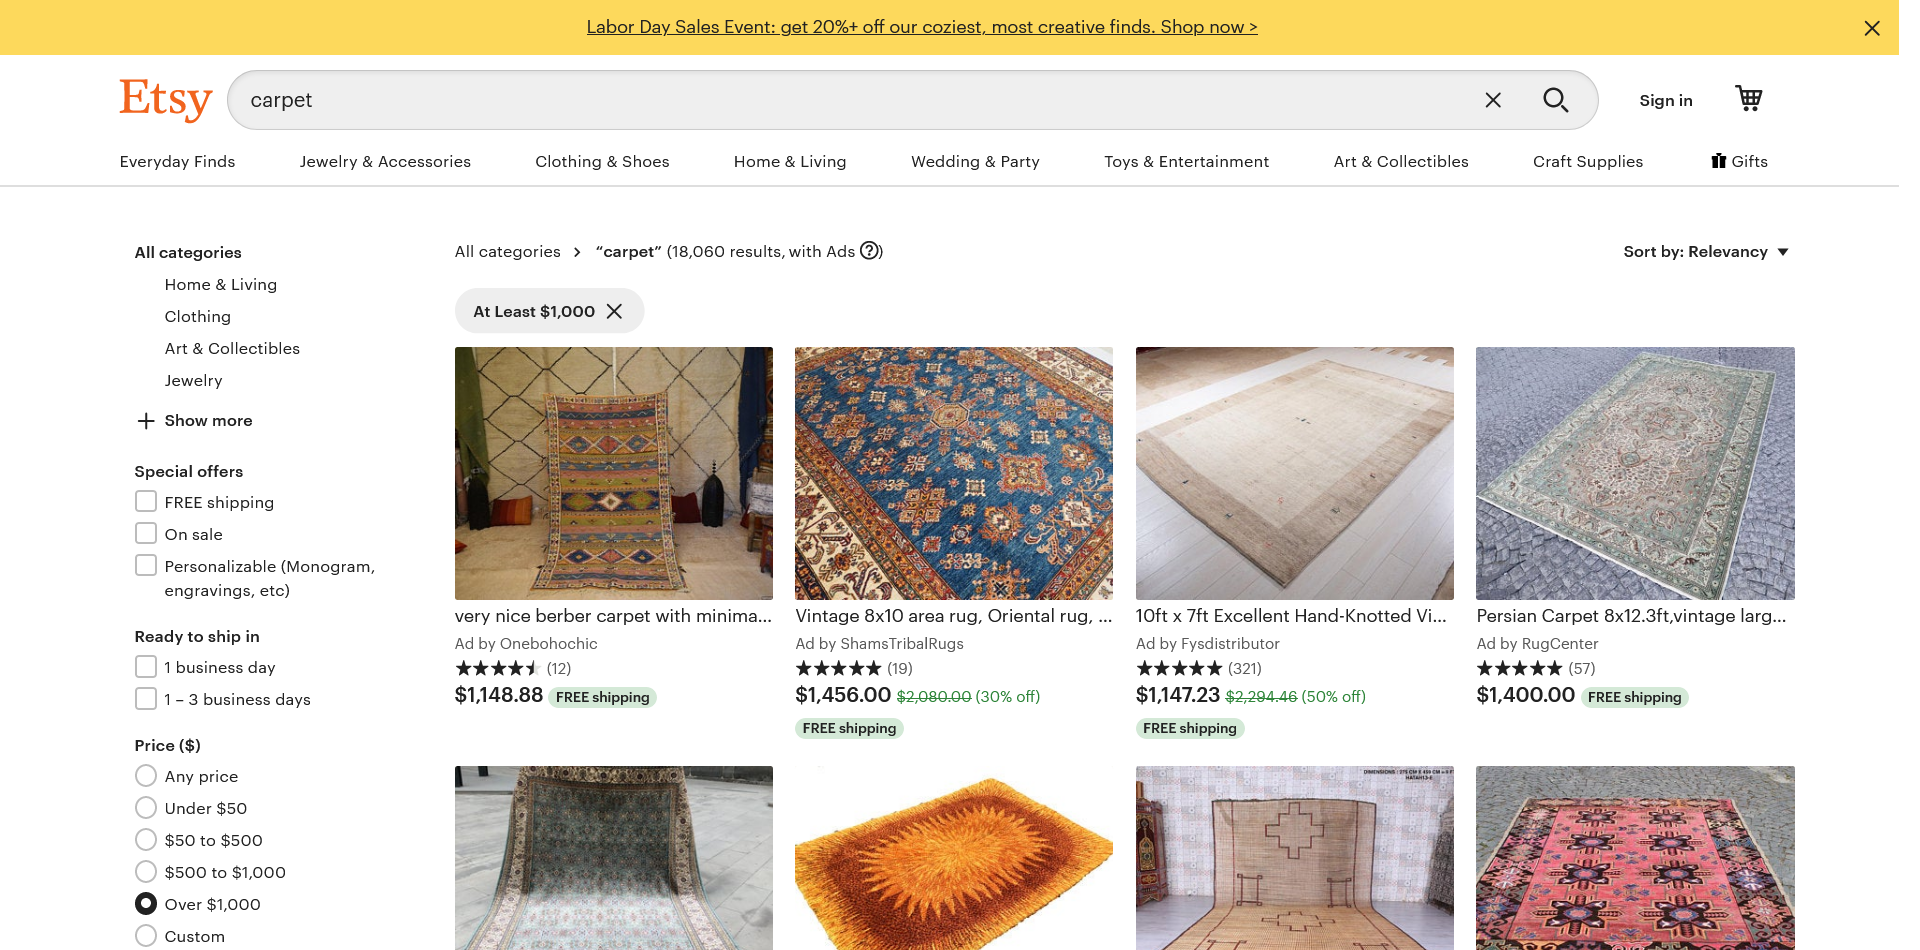 Labor Day Sales Event: get 20%+ off our coziest, most creative finds. Shop now >
Etsy
carpet
Sign in
Everyday Finds
Jewelry & Accessories
Clothing & Shoes
Home & Living
Wedding & Party
Toys & Entertainment
Art & Collectibles
Craft Supplies
Gifts
All categories
Home & Living
Clothing
Art & Collectibles
Jewelry
Show more
Special offers
FREE shipping
On sale
Personalizable (Monogram,
engravings, etc)
Ready to ship in
1 business day
1 – 3 business days
Price ($)
Any price
Under $50
$50 to $500
$500 to $1,000
Over $1,000
Custom
All categories > “carpet” (18,060 results, with Ads ?)
Sort by: Relevancy
At Least $1,000
very nice berber carpet with minima...
Ad by Onebohochic
(12)
$1,148.88 FREE shipping
Vintage 8x10 area rug, Oriental rug, ...
Ad by ShamsTribalRugs
(19)
$1,456.00 $2,080.00 (30% off)
FREE shipping
10ft x 7ft Excellent Hand-Knotted Vi...
Ad by Fysdistributor
(321)
$1,147.23 $2,294.46 (50% off)
FREE shipping
Persian Carpet 8x12.3ft,vintage larg...
Ad by RugCenter
(57)
$1,400.00 FREE shipping